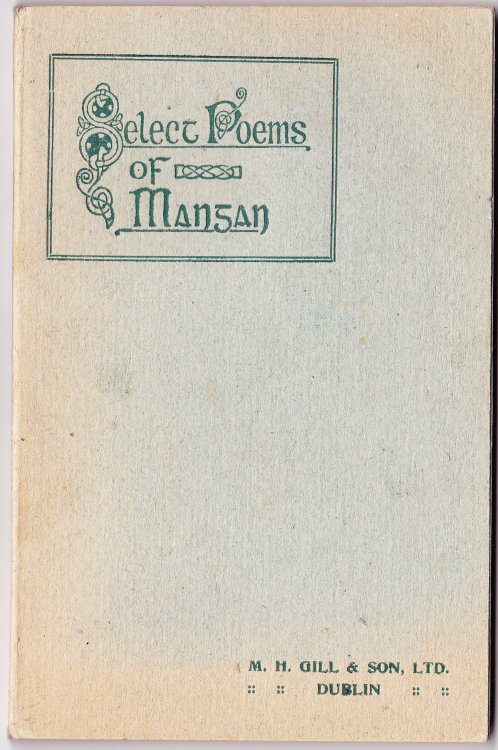 Select Poems
of
Mangan
M. H. GILL & SON, LTD.
:: :: DUBLIN :: ::